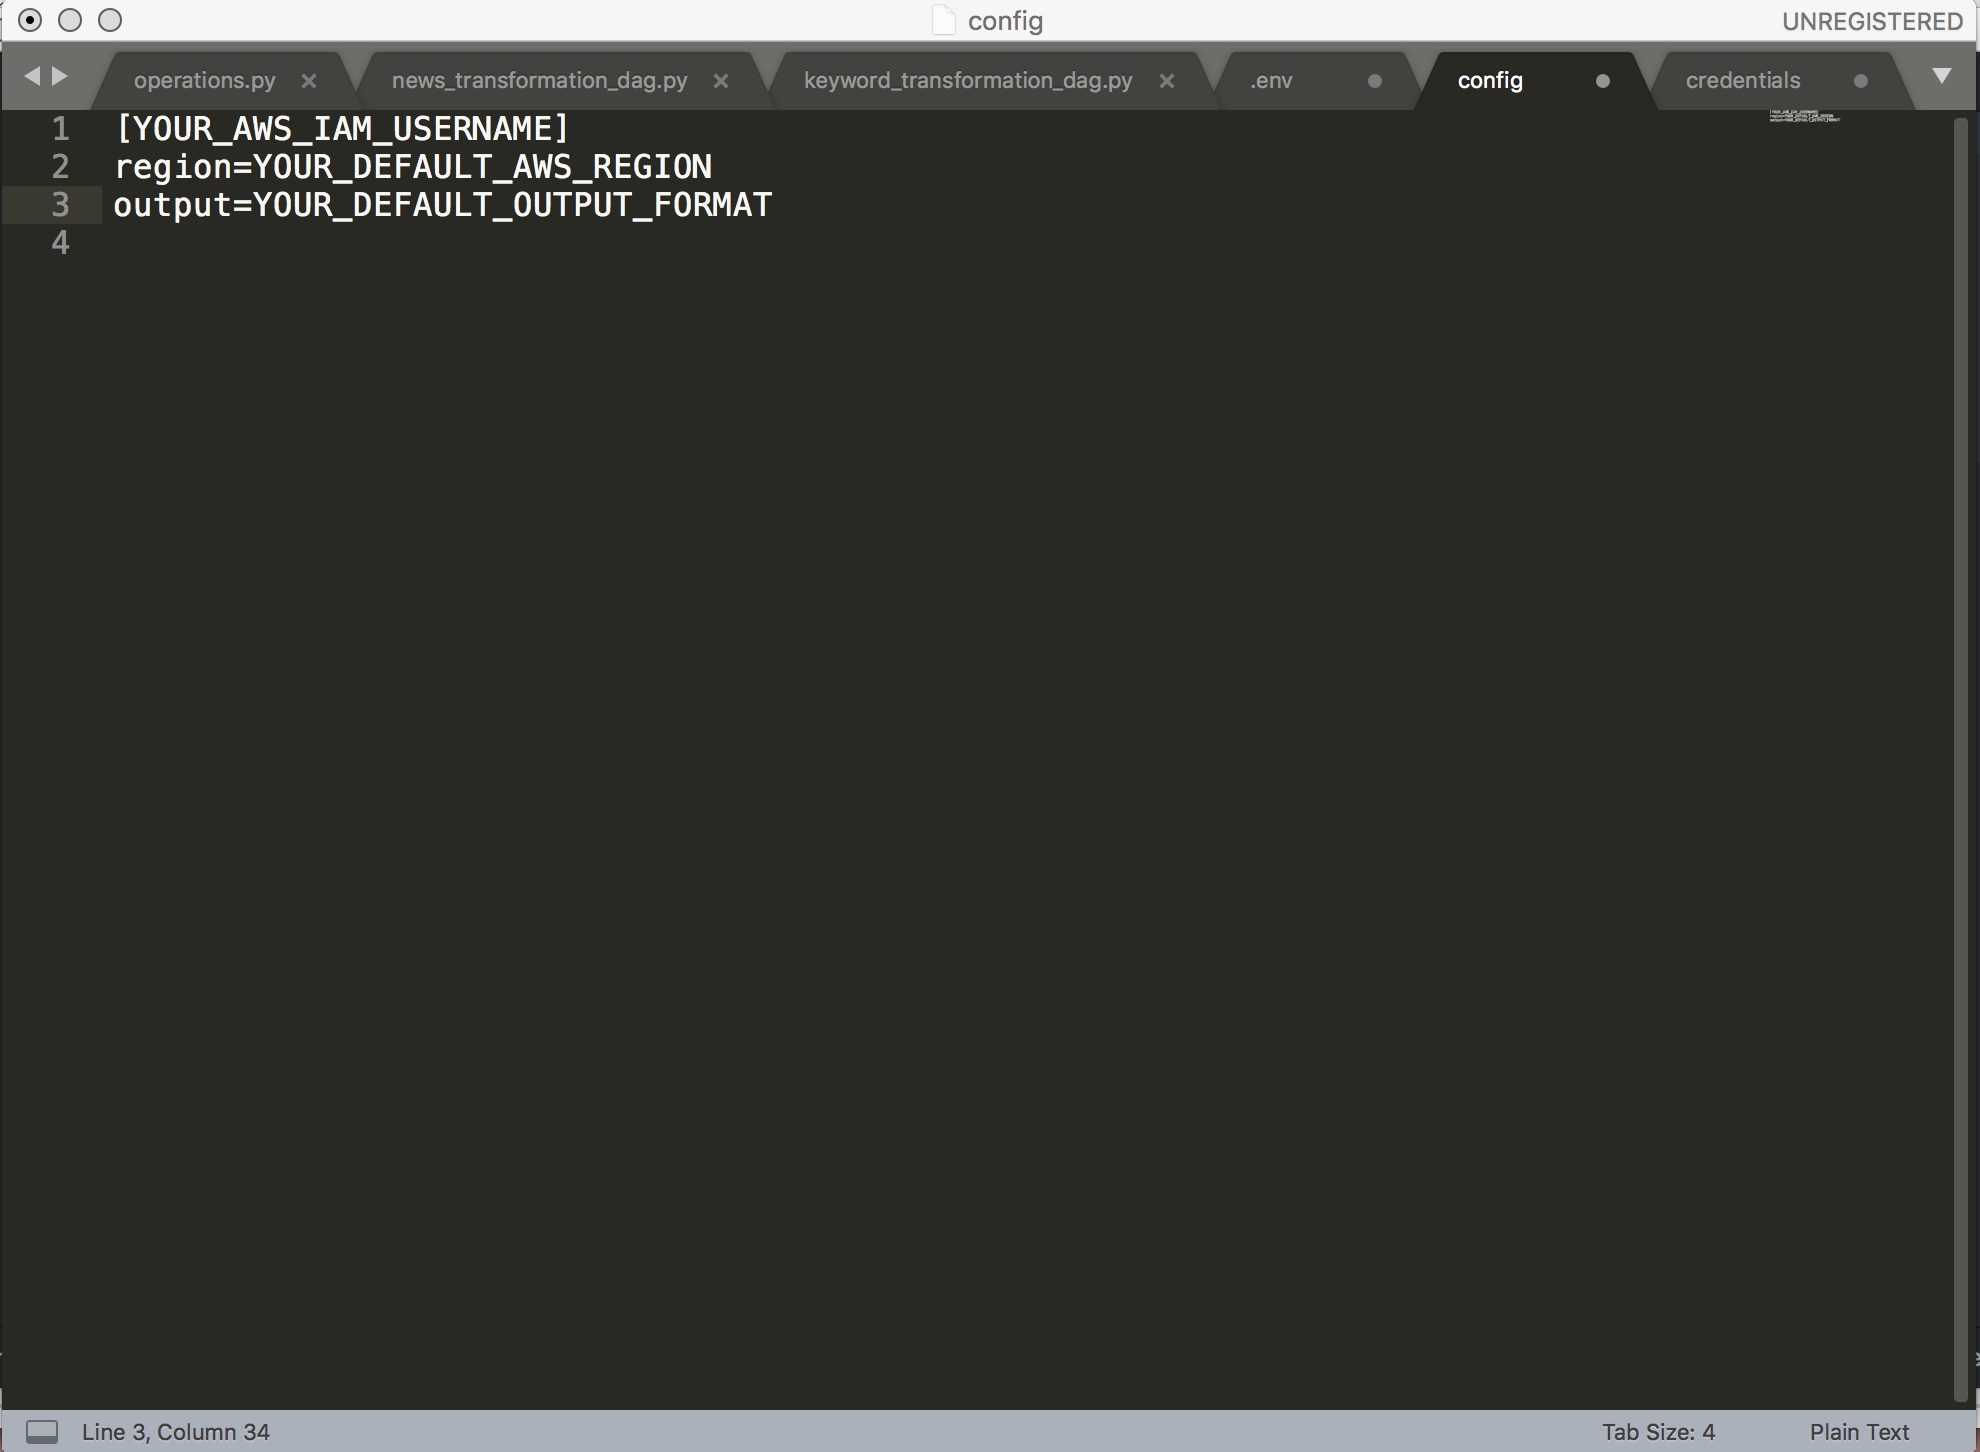 config
UNREGISTERED
operations.py
news_transformation_dag.py
keyword_transformation_dag.py
.env
config
credentials
1 [YOUR_AWS_IAM_USERNAME]
2 region=YOUR_DEFAULT_AWS_REGION
3 output=YOUR_DEFAULT_OUTPUT_FORMAT
4
Line 3, Column 34
Tab Size: 4
Plain Text